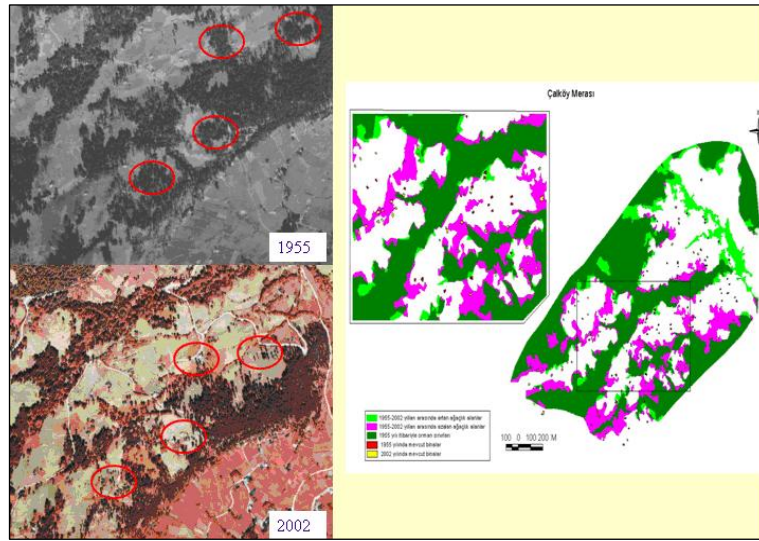 1955
2002
Çalköy Merası
1955-2002 yılları arasında artan ağaçlık alanlar
1955-2002 yılları arasında azalan ağaçlık alanlar
1955 yılı itibariyle orman sınırları
1955 yılında mevcut binalar
2002 yılında mevcut binalar
100 0 100 200 M